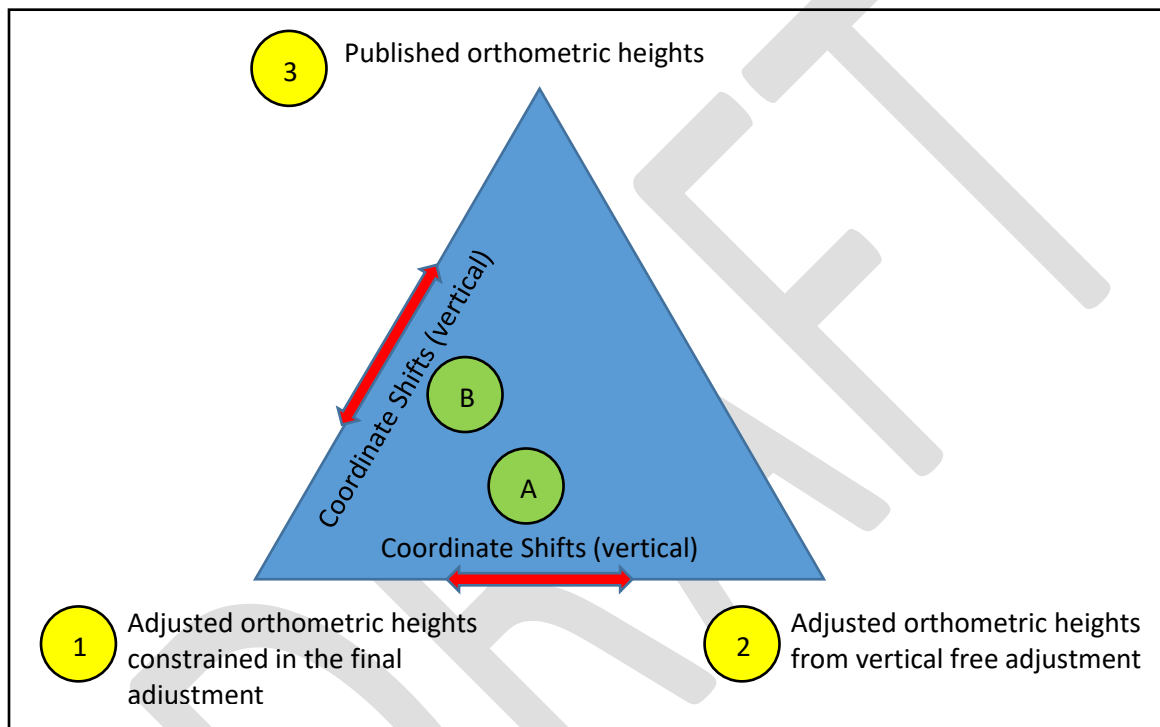 3
Published orthometric heights
Coordinate Shifts (vertical)
B
A
Coordinate Shifts (vertical)
1
Adjusted orthometric heights
constrained in the final
adiustment
2
Adjusted orthometric heights
from vertical free adjustment
DRAFT